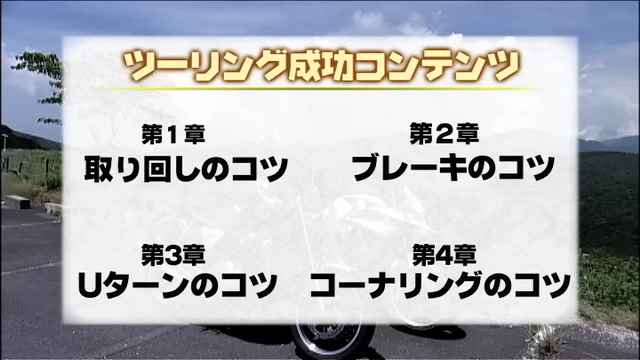 ツーリング成功コンテンツ
第1章
取り回しのコツ
第2章
ブレーキのコツ
第3章
Uターンのコツ
第4章
コーナリングのコツ